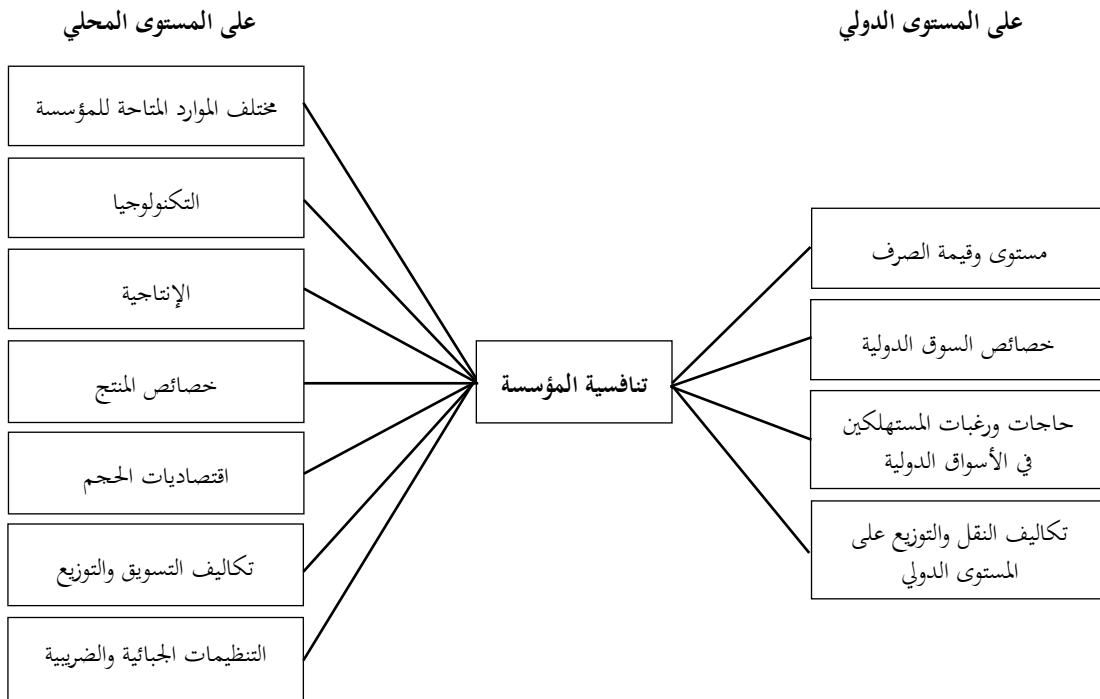 على المستوى الدولي
على المستوى المحلي
مستوى وقيمة الصرف
خصائص السوق الدولية
حاجات ورغبات المستهلكين
في الأسواق الدولية
تكاليف النقل والتوزيع على
المستوى الدولي
تنافسية المؤسسة
مختلف الموارد المتاحة للمؤسسة
التكنولوجيا
الإنتاجية
خصائص المنتج
اقتصاديات الحجم
تكاليف التسويق والتوزيع
التنظيمات الجبائية والضريبية